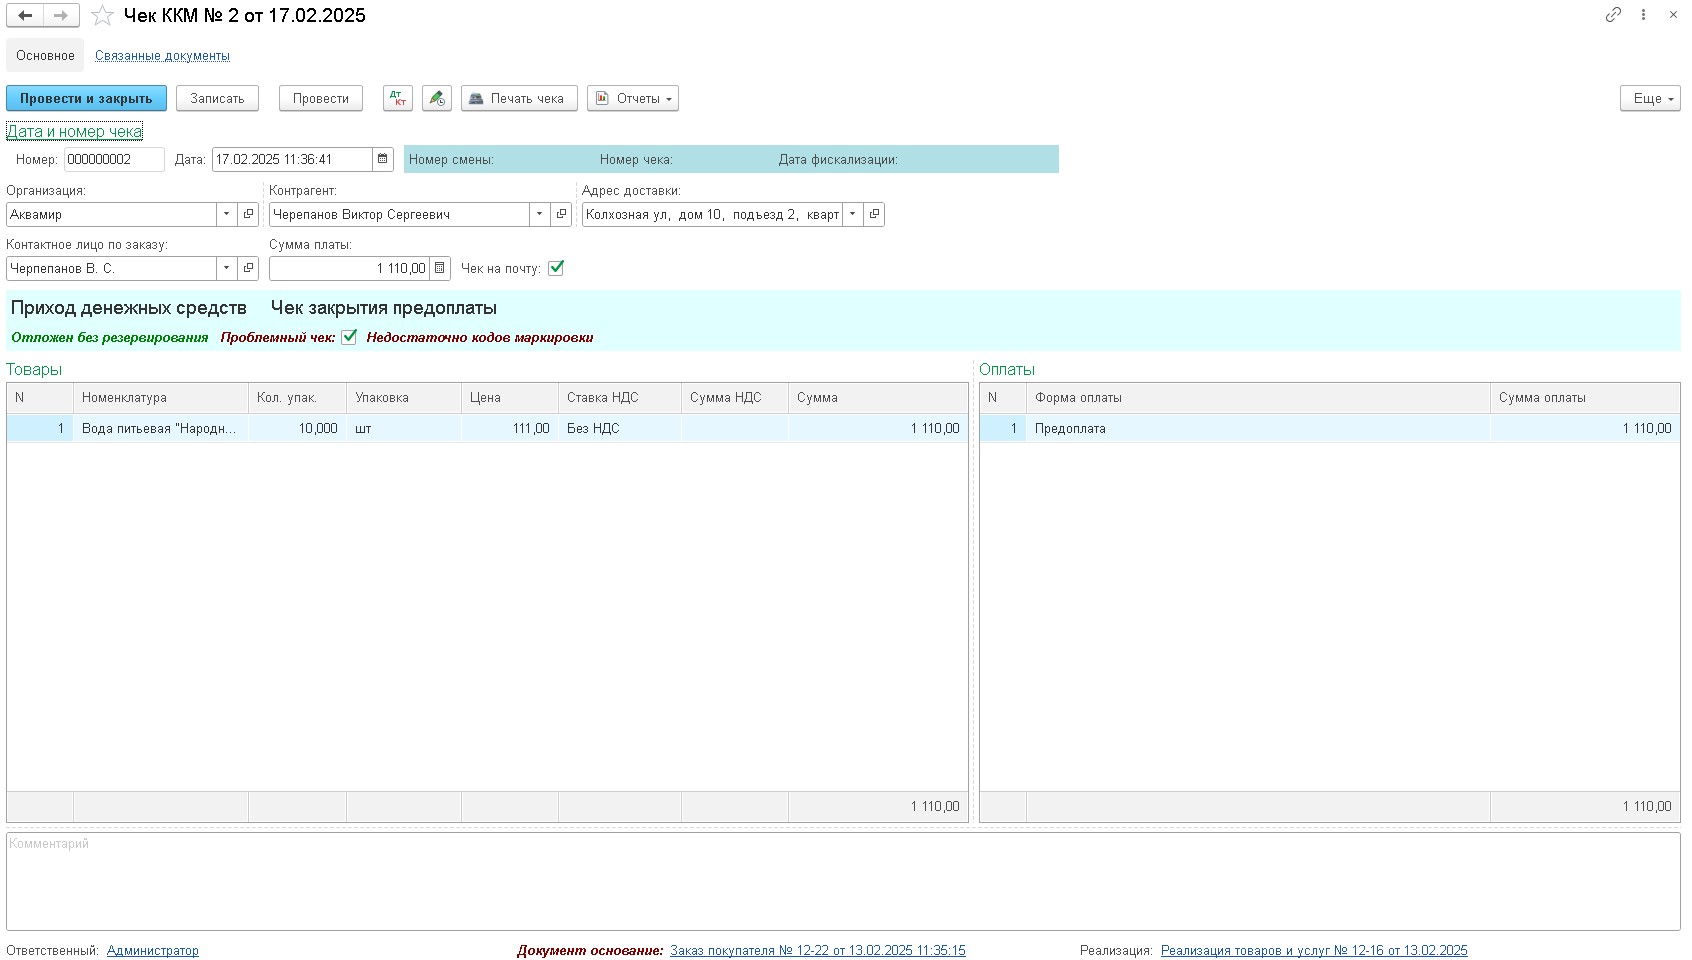 Чек ККМ № 2 от 17.02.2025
Основное Связанные документы
Провести и закрыть Записать Провести Дт Кт Печать чека Отчеты Еще
Дата и номер чека
Номер: 000000002 Дата: 17.02.2025 11:36:41 Номер смены: Номер чека: Дата фискализации:
Организация: Контрагент: Адрес доставки:
Аквамир Черепанов Виктор Сергеевич Колхозная ул, дом 10, подъезд 2, кварт
Контактное лицо по заказу: Сумма платы:
Черпепанов В. С. 1 110,00 Чек на почту:
Приход денежных средств Чек закрытия предоплаты
Отложен без резервирования Проблемный чек: Недостаточно кодов маркировки
Товары Оплаты
N Номенклатура Кол. упак. Упаковка Цена Ставка НДС Сумма НДС Сумма N Форма оплаты Сумма оплаты
1 Вода питьевая "Народн... 10,000 шт 111,00 Без НДС 1 110,00 1 Предоплата 1 110,00
1 110,00 1 110,00
Комментарий
Ответственный: Администратор Документ основание: Заказ покупателя № 12-22 от 13.02.2025 11:35:15 Реализация: Реализация товаров и услуг № 12-16 от 13.02.2025